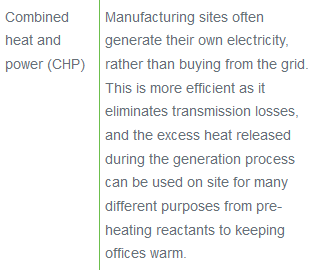 Combined
heat and
power (CHP)
Manufacturing sites often
generate their own electricity,
rather than buying from the grid.
This is more efficient as it
eliminates transmission losses,
and the excess heat released
during the generation process
can be used on site for many
different purposes from pre-
heating reactants to keeping
offices warm.